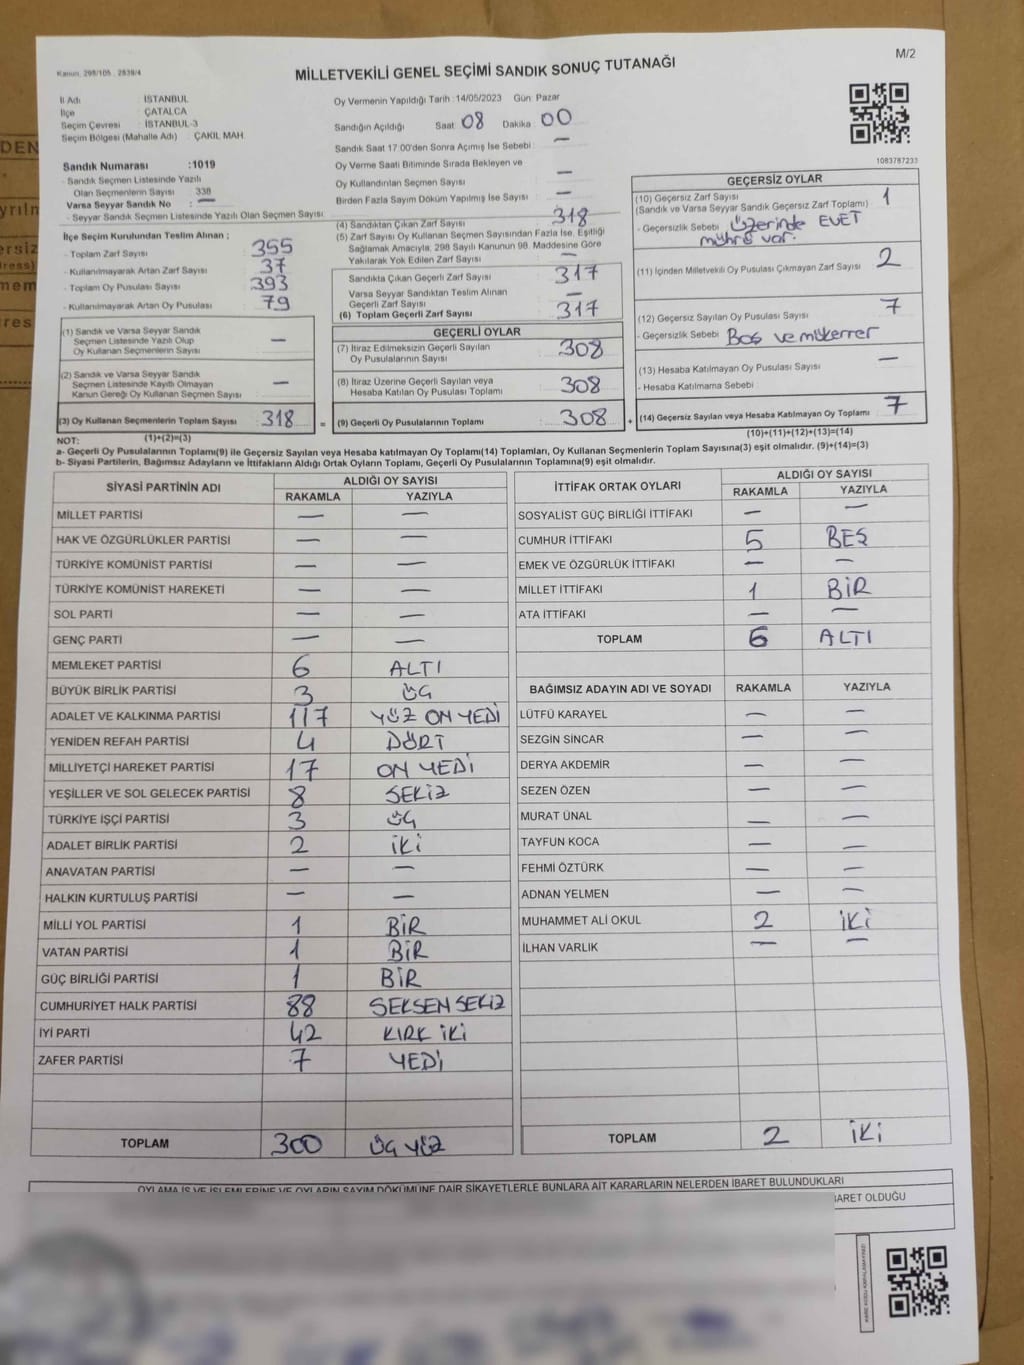 M/2
Kanun, 298/105 . 2839/4
MİLLETVEKİLİ GENEL SEÇİMİ SANDIK SONUÇ TUTANAĞI
İl Adı : İSTANBUL
İlçe : ÇATALCA
Seçim Çevresi : İSTANBUL-3
Seçim Bölgesi (Mahalle Adı) : ÇAKIL MAH.
Sandık Numarası :1019
- Sandık Seçmen Listesinde Yazılı
Olan Seçmenlerin Sayısı : 338
Varsa Seyyar Sandık No : —
- Seyyar Sandık Seçmen Listesinde Yazılı Olan Seçmen Sayısı
İlçe Seçim Kurulundan Teslim Alınan ;
- Toplam Zarf Sayısı : 355
- Kullanılmayarak Artan Zarf Sayısı : 37
- Toplam Oy Pusulası Sayısı : 393
- Kullanılmayarak Artan Oy Pusulası : 79
(1) Sandık ve Varsa Seyyar Sandık
Seçmen Listesinde Yazılı Olup
Oy Kullanan Seçmenlerin Sayısı —
(2) Sandık ve Varsa Seyyar Sandık
Seçmen Listesinde Kayıtlı Olmayan
Kanun Gereği Oy Kullanan Seçmen Sayısı : —
(3) Oy Kullanan Seçmenlerin Toplam Sayısı : 318
Oy Vermenin Yapıldığı Tarih :14/05/2023 Gün: Pazar
Sandığın Açıldığı Saat 08 Dakika 00
Sandık Saat 17:00'den Sonra Açımış İse Sebebi : —
Oy Verme Saati Bitiminde Sırada Bekleyen ve
Oy Kullandırılan Seçmen Sayısı : —
Birden Fazla Sayım Döküm Yapılmış İse Sayısı : —
(4) Sandıktan Çıkan Zarf Sayısı : 318
(5) Zarf Sayısı Oy Kullanan Seçmen Sayısından Fazla İse, Eşitliği
Sağlamak Amacıyla, 298 Sayılı Kanunun 98. Maddesine Göre
Yakılarak Yok Edilen Zarf Sayısı : —
Sandıkta Çıkan Geçerli Zarf Sayısı : 317
Varsa Seyyar Sandıktan Teslim Alınan
Geçerli Zarf Sayısı : —
(6) Toplam Geçerli Zarf Sayısı : 317
GEÇERLİ OYLAR
(7) İtiraz Edilmeksizin Geçerli Sayılan
Oy Pusulalarının Sayısı : 308
(8) İtiraz Üzerine Geçerli Sayılan veya
Hesaba Katılan Oy Pusulası Toplamı : 308
= (9) Geçerli Oy Pusulalarının Toplamı : 308
1083787233
GEÇERSİZ OYLAR
(10) Geçersiz Zarf Sayısı : 1
(Sandık ve Varsa Seyyar Sandık Geçersiz Zarf Toplamı)
- Geçersizlik Sebebi : Üzerinde EVET
mührü var.
(11) İçinden Milletvekili Oy Pusulası Çıkmayan Zarf Sayısı : 2
(12) Geçersiz Sayılan Oy Pusulası Sayısı : 7
- Geçersizlik Sebebi : Boş ve mükerrer
(13) Hesaba Katılmayan Oy Pusulası Sayısı : —
- Hesaba Katılmama Sebebi
+ (14) Geçersiz Sayılan veya Hesaba Katılmayan Oy Toplamı : 7
NOT: (1)+(2)=(3) (10)+(11)+(12)+(13)=(14)
a- Geçerli Oy Pusulalarının Toplamı(9) ile Geçersiz Sayılan veya Hesaba katılmayan Oy Toplamı(14) Toplamları, Oy Kullanan Seçmenlerin Toplam Sayısına(3) eşit olmalıdır. (9)+(14)=(3)
b- Siyasi Partilerin, Bağımsız Adayların ve İttifakların Aldığı Ortak Oyların Toplamı, Geçerli Oy Pusulalarının Toplamına(9) eşit olmalıdır.
SİYASİ PARTİNİN ADI ALDIĞI OY SAYISI
RAKAMLA YAZIYLA
MİLLET PARTİSİ — —
HAK VE ÖZGÜRLÜKLER PARTİSİ — —
TÜRKİYE KOMÜNİST PARTİSİ — —
TÜRKİYE KOMÜNİST HAREKETİ — —
SOL PARTİ — —
GENÇ PARTİ — —
MEMLEKET PARTİSİ 6 ALTI
BÜYÜK BİRLİK PARTİSİ 3 ÜÇ
ADALET VE KALKINMA PARTİSİ 117 YÜZ ON YEDİ
YENİDEN REFAH PARTİSİ 4 DÖRT
MİLLİYETÇİ HAREKET PARTİSİ 17 ON YEDİ
YEŞİLLER VE SOL GELECEK PARTİSİ 8 SEKİZ
TÜRKİYE İŞÇİ PARTİSİ 3 ÜÇ
ADALET BİRLİK PARTİSİ 2 İKİ
ANAVATAN PARTİSİ — —
HALKIN KURTULUŞ PARTİSİ — —
MİLLİ YOL PARTİSİ 1 BİR
VATAN PARTİSİ 1 BİR
GÜÇ BİRLİĞİ PARTİSİ 1 BİR
CUMHURİYET HALK PARTİSİ 88 SEKSEN SEKİZ
İYİ PARTİ 42 KIRK İKİ
ZAFER PARTİSİ 7 YEDİ
TOPLAM 300 ÜÇ YÜZ
İTTİFAK ORTAK OYLARI ALDIĞI OY SAYISI
RAKAMLA YAZIYLA
SOSYALİST GÜÇ BİRLİĞİ İTTİFAKI — —
CUMHUR İTTİFAKI 5 BEŞ
EMEK VE ÖZGÜRLÜK İTTİFAKI — —
MİLLET İTTİFAKI 1 BİR
ATA İTTİFAKI — —
TOPLAM 6 ALTI
BAĞIMSIZ ADAYIN ADI VE SOYADI RAKAMLA YAZIYLA
LÜTFÜ KARAYEL — —
SEZGİN SİNCAR — —
DERYA AKDEMİR — —
SEZEN ÖZEN — —
MURAT ÜNAL — —
TAYFUN KOCA — —
FEHMİ ÖZTÜRK — —
ADNAN YELMEN — —
MUHAMMET ALİ OKUL 2 İKİ
İLHAN VARLIK — —
TOPLAM 2 İKİ
OYLAMA İŞ VE İŞLEMLERİNE VE OYLARIN SAYIM DÖKÜMÜNE DAİR ŞİKAYETLERLE BUNLARA AİT KARARLARIN NELERDEN İBARET BULUNDUKLARI
İBARET OLDUĞU